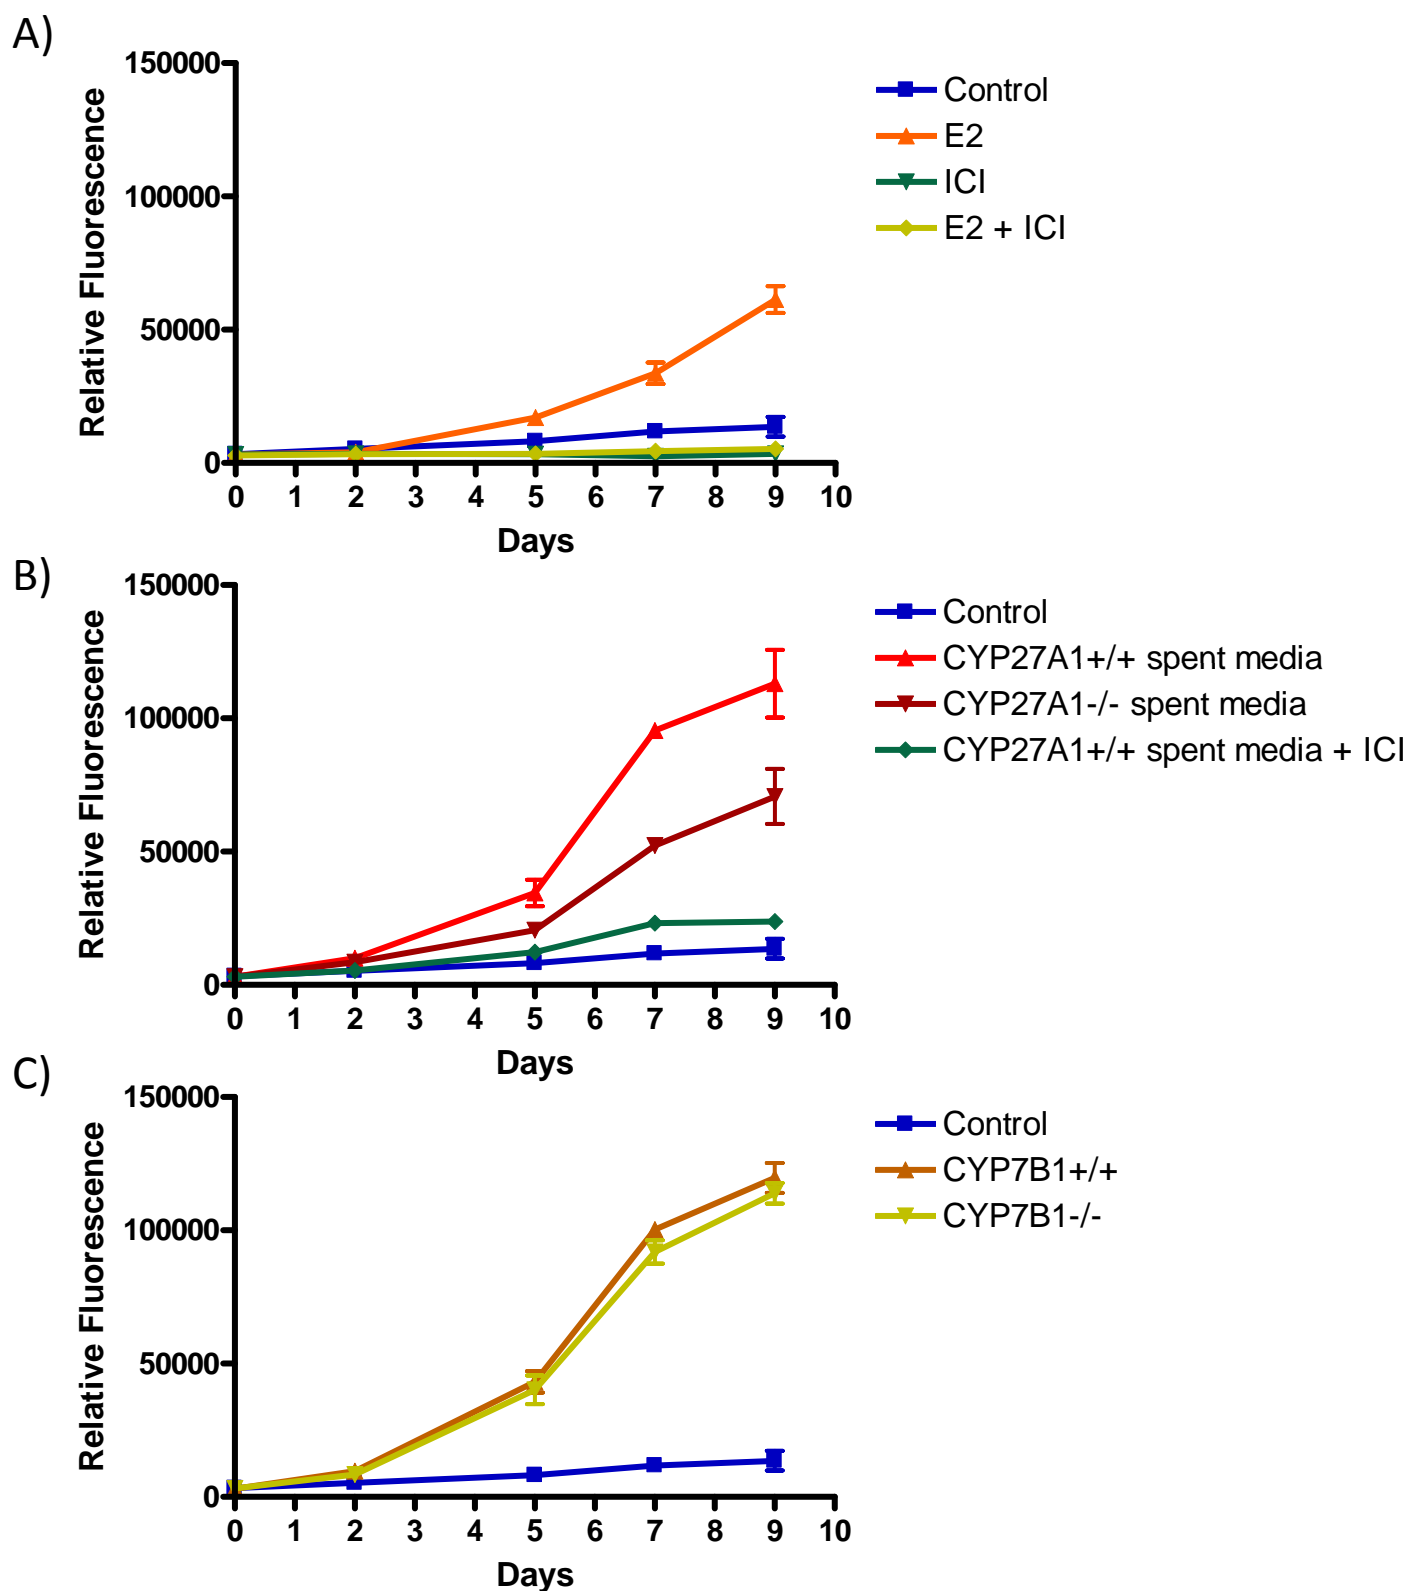 A)
150000
100000
50000
0
Relative Fluorescence
0 1 2 3 4 5 6 7 8 9 10
Days
Control
E2
ICI
E2 + ICI
B)
150000
100000
50000
0
Relative Fluorescence
0 1 2 3 4 5 6 7 8 9 10
Days
Control
CYP27A1+/+ spent media
CYP27A1-/- spent media
CYP27A1+/+ spent media + ICI
C)
150000
100000
50000
0
Relative Fluorescence
0 1 2 3 4 5 6 7 8 9 10
Days
Control
CYP7B1+/+
CYP7B1-/-